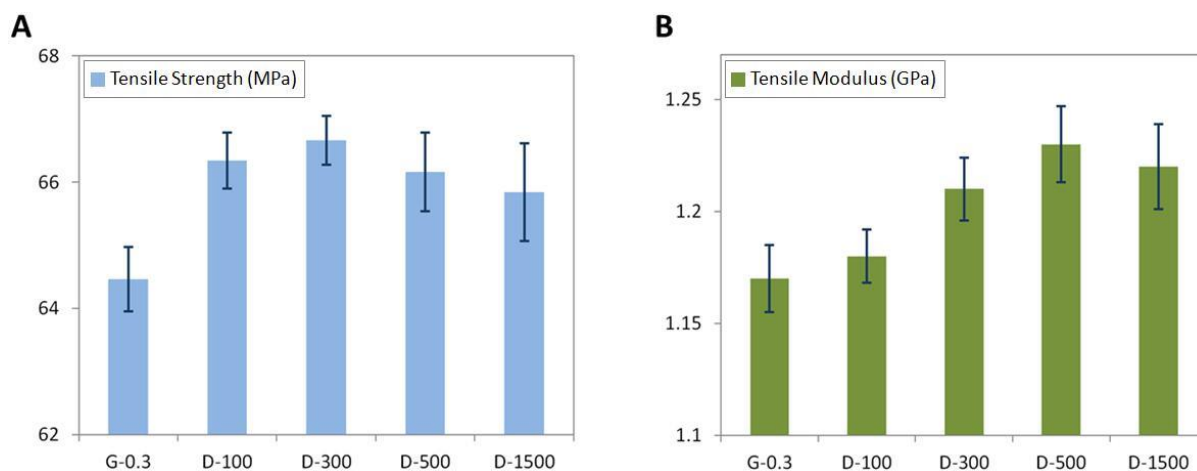 A
68
Tensile Strength (MPa)
66
64
62
G-0.3 D-100 D-300 D-500 D-1500
B
Tensile Modulus (GPa)
1.25
1.2
1.15
1.1
G-0.3 D-100 D-300 D-500 D-1500